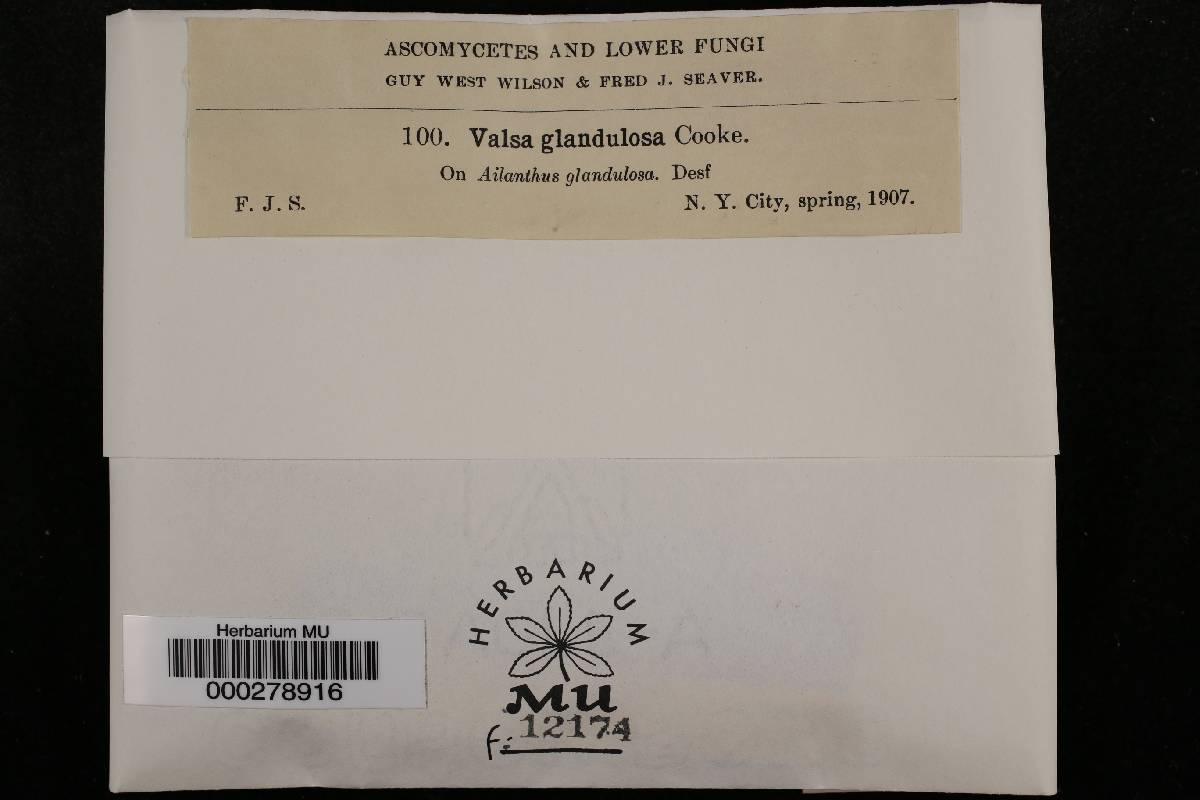 ASCOMYCETES AND LOWER FUNGI
GUY WEST WILSON & FRED J. SEAVER.
100. Valsa glandulosa Cooke.
On Ailanthus glandulosa. Desf
F. J. S. N. Y. City, spring, 1907.
HERBARIUM
MU
f: 12174
Herbarium MU
000278916